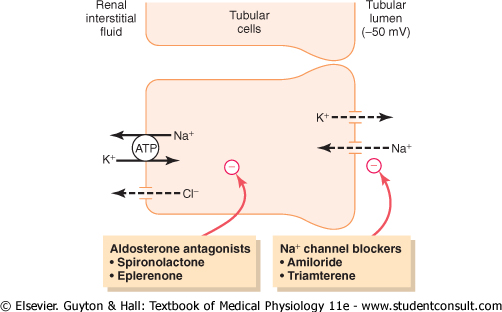 Renal
interstitial
fluid
Tubular
cells
Tubular
lumen
(–50 mV)
K⁺
Na⁺
ATP
K⁺
Na⁺
Cl⁻
–
–
Aldosterone antagonists
• Spironolactone
• Eplerenone
Na⁺ channel blockers
• Amiloride
• Triamterene
© Elsevier. Guyton & Hall: Textbook of Medical Physiology 11e - www.studentconsult.com